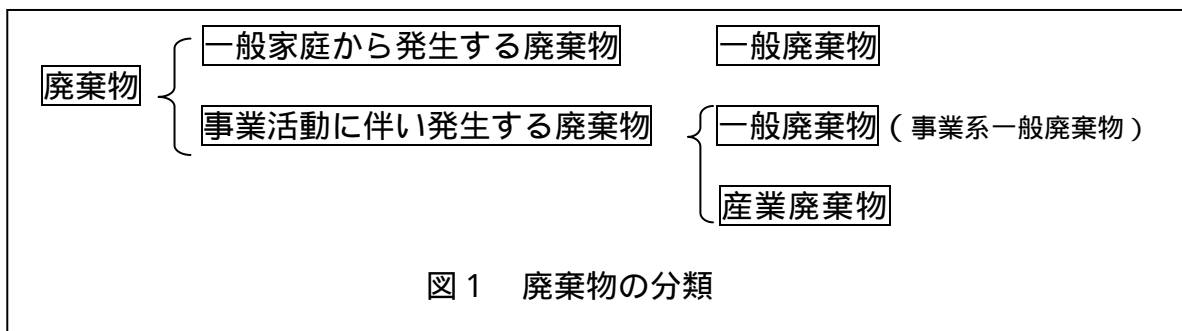 一般家庭から発生する廃棄物 一般廃棄物
廃棄物
事業活動に伴い発生する廃棄物 一般廃棄物(事業系一般廃棄物)
産業廃棄物
図1 廃棄物の分類